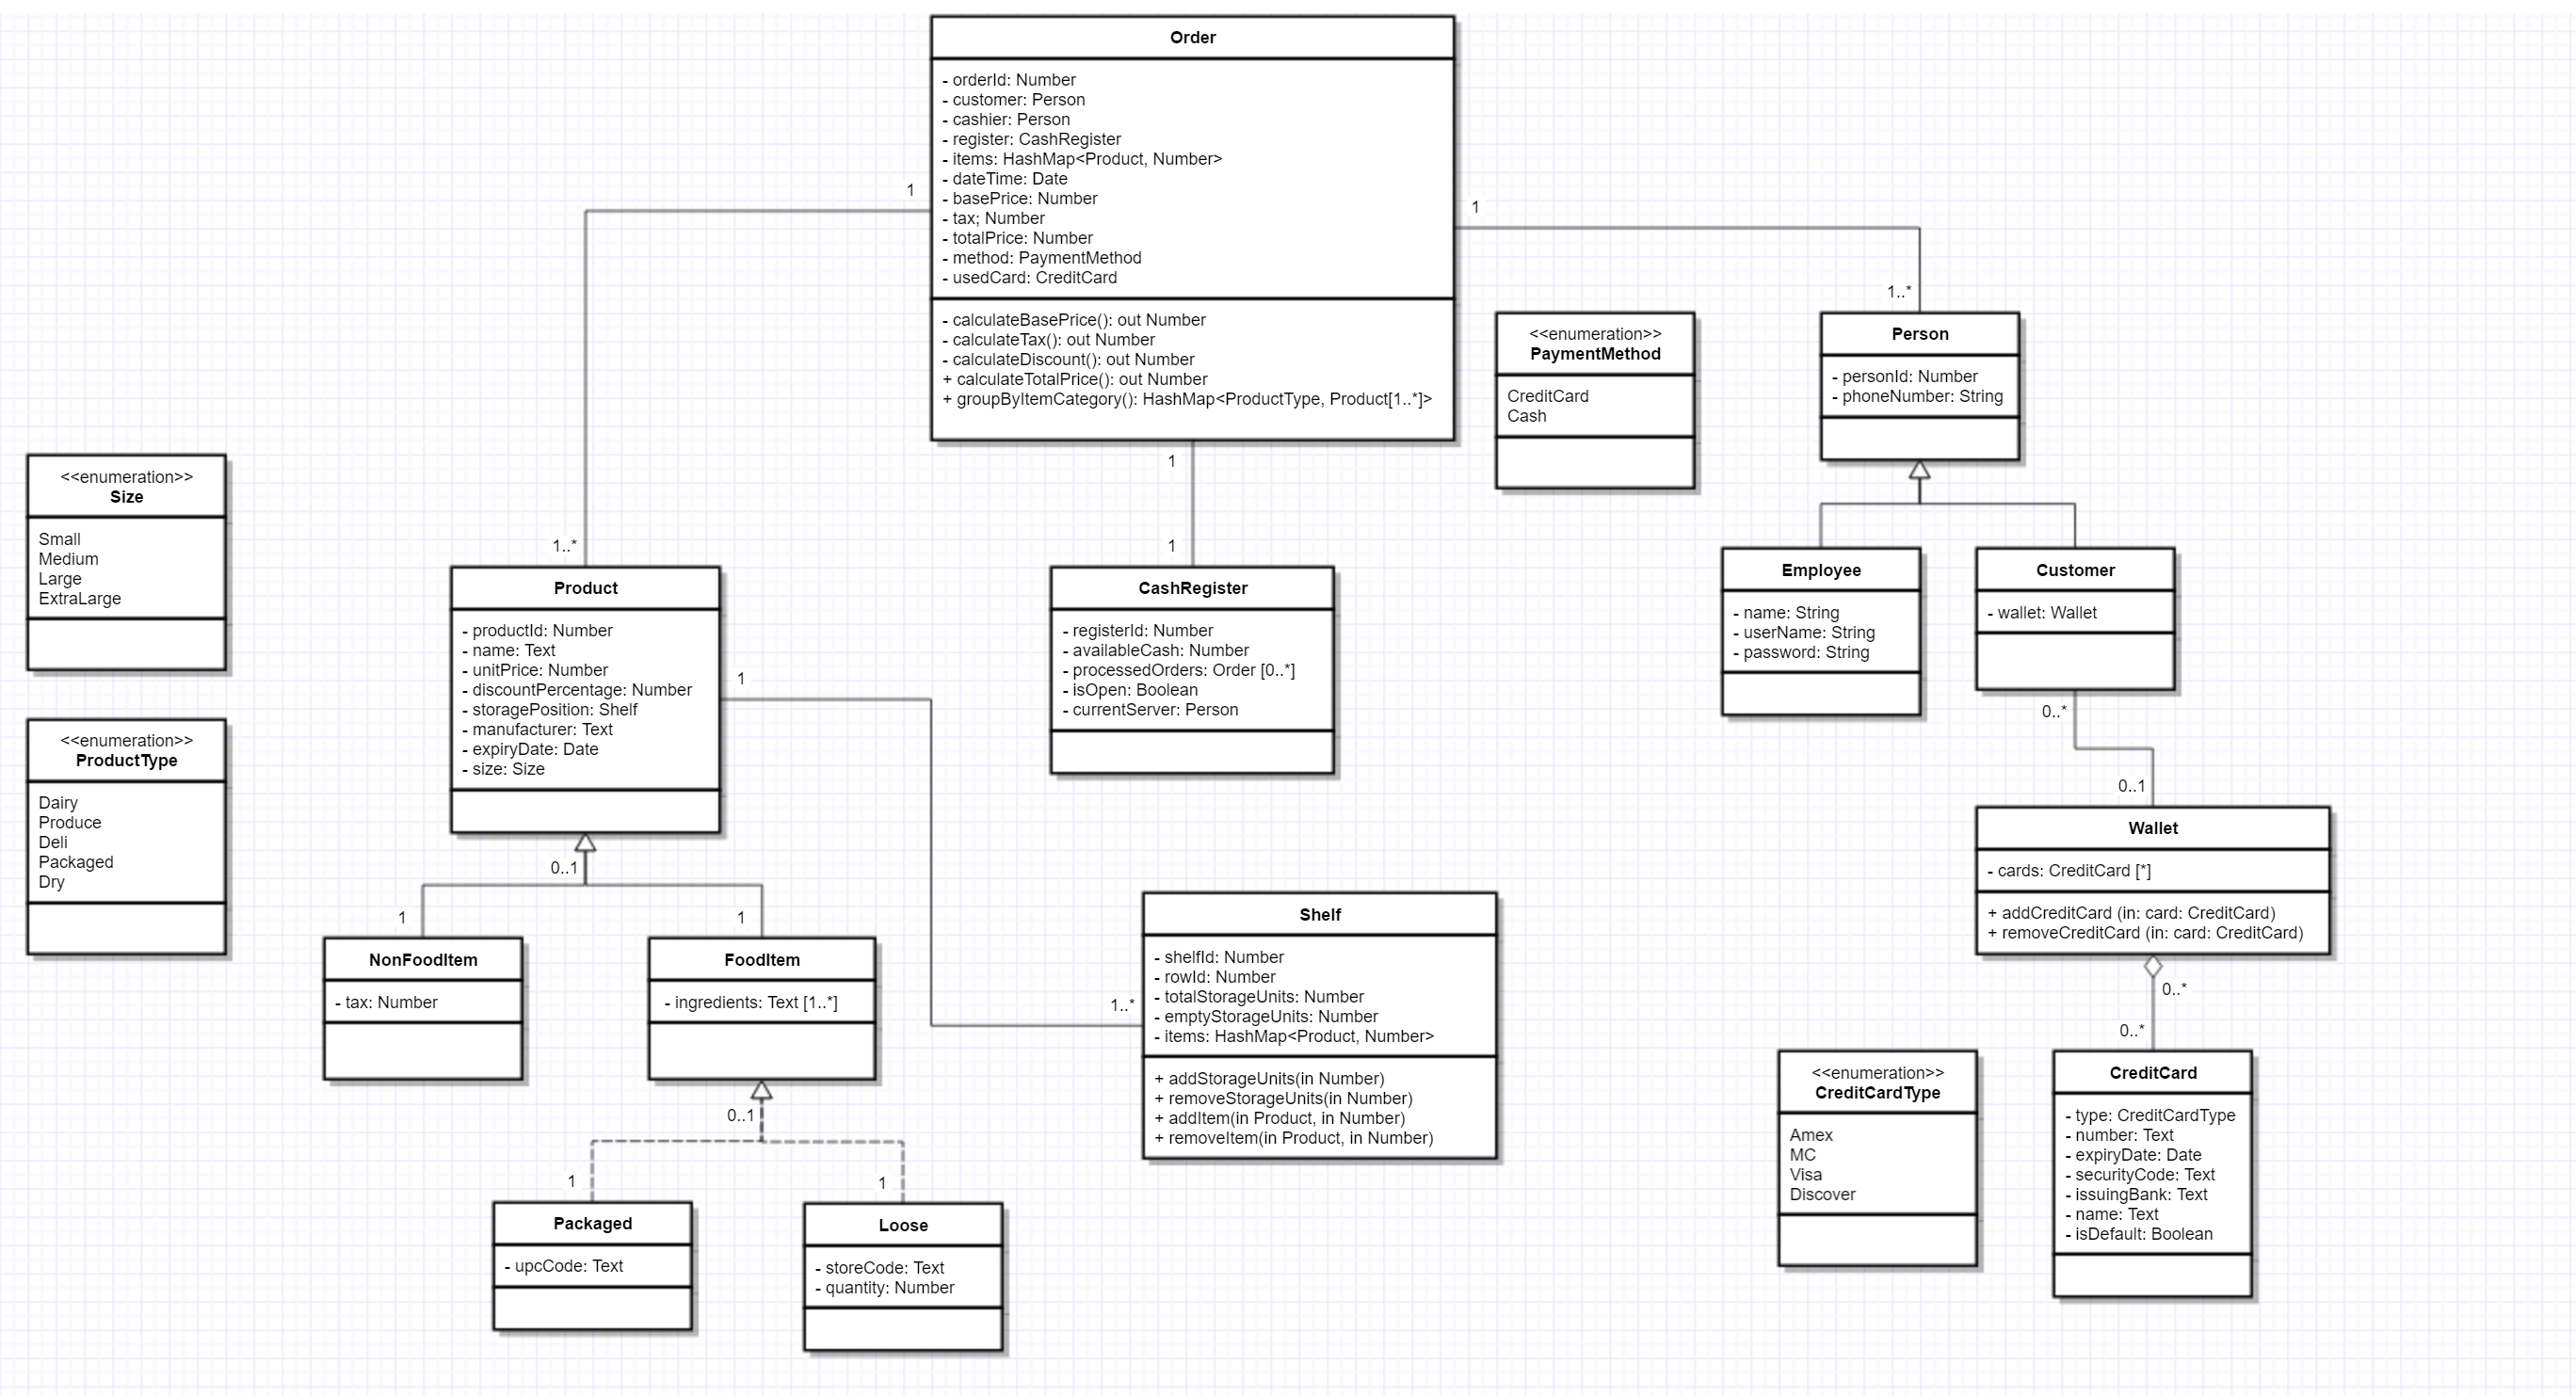 Order
- orderId: Number
- customer: Person
- cashier: Person
- register: CashRegister
- items: HashMap<Product, Number>
- dateTime: Date
- basePrice: Number
- tax; Number
- totalPrice: Number
- method: PaymentMethod
- usedCard: CreditCard
- calculateBasePrice(): out Number
- calculateTax(): out Number
- calculateDiscount(): out Number
+ calculateTotalPrice(): out Number
+ groupByItemCategory(): HashMap<ProductType, Product[1..*]>
1
1
1..*
<<enumeration>>
PaymentMethod
CreditCard
Cash
Person
- personId: Number
- phoneNumber: String
<<enumeration>>
Size
Small
Medium
Large
ExtraLarge
1
1..*
1
Product
- productId: Number
- name: Text
- unitPrice: Number
- discountPercentage: Number
- storagePosition: Shelf
- manufacturer: Text
- expiryDate: Date
- size: Size
1
CashRegister
- registerId: Number
- availableCash: Number
- processedOrders: Order [0..*]
- isOpen: Boolean
- currentServer: Person
Employee
- name: String
- userName: String
- password: String
Customer
- wallet: Wallet
0..*
0..1
<<enumeration>>
ProductType
Dairy
Produce
Deli
Packaged
Dry
0..1
1
1
NonFoodItem
- tax: Number
FoodItem
- ingredients: Text [1..*]
1..*
Shelf
- shelfId: Number
- rowId: Number
- totalStorageUnits: Number
- emptyStorageUnits: Number
- items: HashMap<Product, Number>
+ addStorageUnits(in Number)
+ removeStorageUnits(in Number)
+ addItem(in Product, in Number)
+ removeItem(in Product, in Number)
Wallet
- cards: CreditCard [*]
+ addCreditCard (in: card: CreditCard)
+ removeCreditCard (in: card: CreditCard)
0..*
0..*
0..1
1
1
Packaged
- upcCode: Text
Loose
- storeCode: Text
- quantity: Number
<<enumeration>>
CreditCardType
Amex
MC
Visa
Discover
CreditCard
- type: CreditCardType
- number: Text
- expiryDate: Date
- securityCode: Text
- issuingBank: Text
- name: Text
- isDefault: Boolean